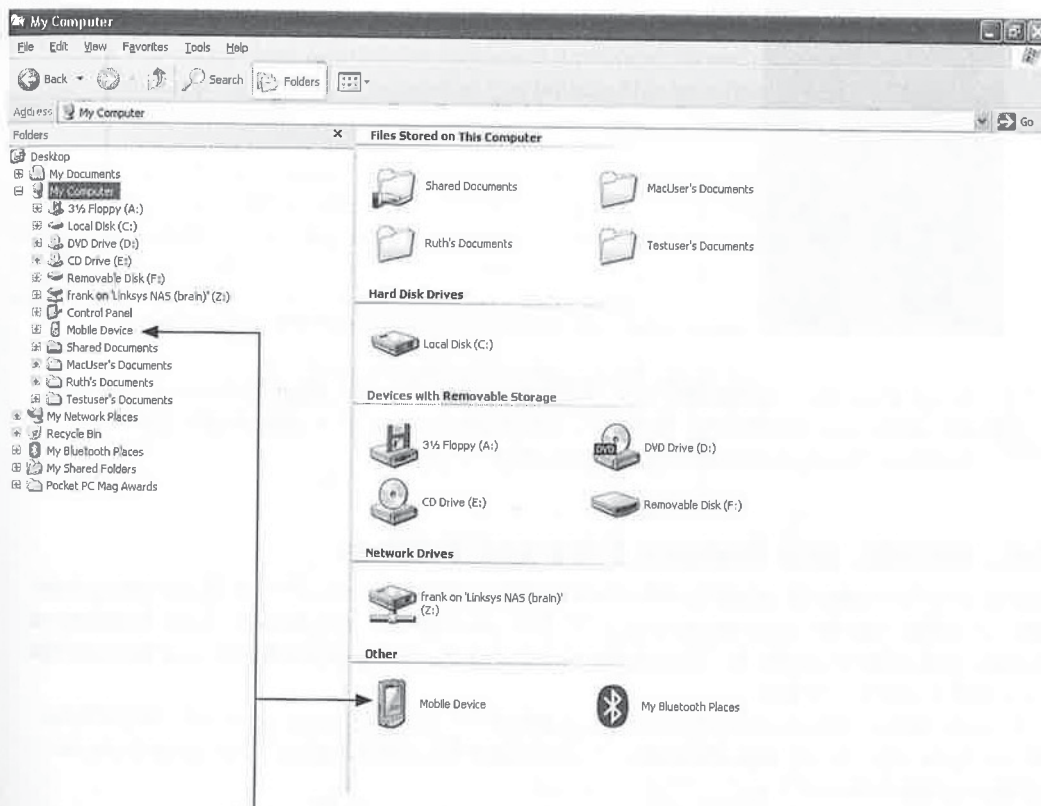 My Computer
File Edit View Favorites Tools Help
Back Search Folders
Address My Computer Go
Folders
Desktop
My Documents
My Computer
3½ Floppy (A:)
Local Disk (C:)
DVD Drive (D:)
CD Drive (E:)
Removable Disk (F:)
frank on 'Linksys NAS (brain)' (Z:)
Control Panel
Mobile Device
Shared Documents
MacUser's Documents
Ruth's Documents
Testuser's Documents
My Network Places
Recycle Bin
My Bluetooth Places
My Shared Folders
Pocket PC Mag Awards
Files Stored on This Computer
Shared Documents MacUser's Documents
Ruth's Documents Testuser's Documents
Hard Disk Drives
Local Disk (C:)
Devices with Removable Storage
3½ Floppy (A:) DVD Drive (D:)
DVD
CD Drive (E:) Removable Disk (F:)
Network Drives
frank on 'Linksys NAS (brain)'
(Z:)
Other
Mobile Device My Bluetooth Places